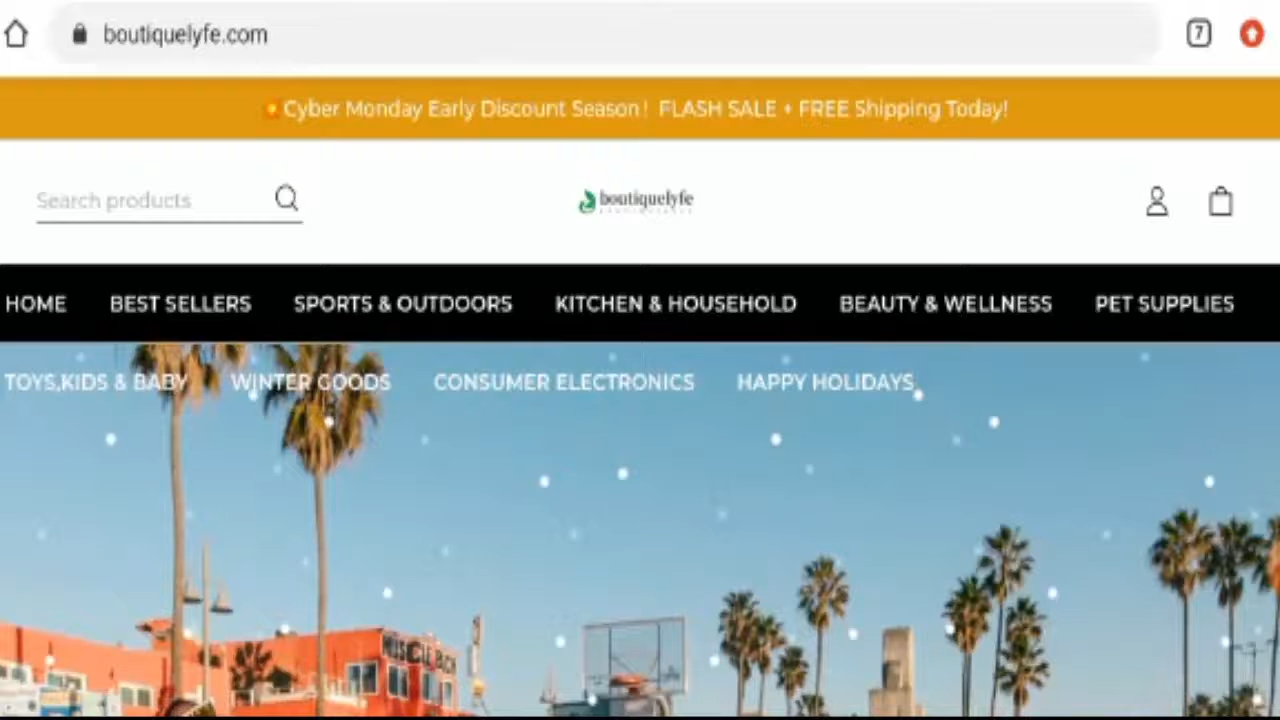 boutiquelyfe.com
7
Cyber Monday Early Discount Season! FLASH SALE + FREE Shipping Today!
Search products
boutiquelyfe
HOME BEST SELLERS SPORTS & OUTDOORS KITCHEN & HOUSEHOLD BEAUTY & WELLNESS PET SUPPLIES
TOYS,KIDS & BABY WINTER GOODS CONSUMER ELECTRONICS HAPPY HOLIDAYS
MUSCLE